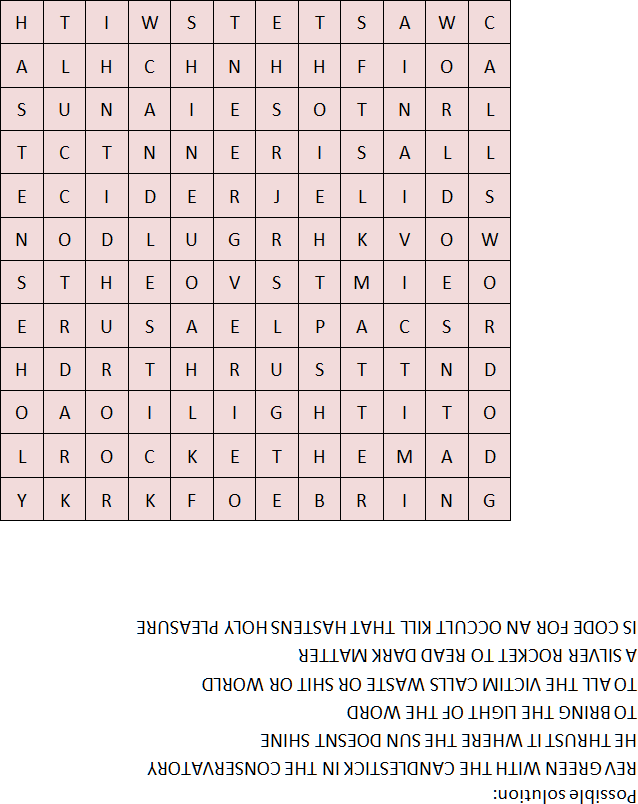 H T I W S T E T S A W C
A L H C H N H H F I O A
S U N A I E S O T N R L
T C T N N E R I S A L L
E C I D E R J E L I D S
N O D L U G R H K V O W
S T H E O V S T M I E O
E R U S A E L P A C S R
H D R T H R U S T T N D
O A O I L I G H T I T O
L R O C K E T H E M A D
Y K R K F O E B R I N G
Possible solution:
REV GREEN WITH THE CANDLESTICK IN THE CONSERVATORY
HE THRUST IT WHERE THE SUN DOESNT SHINE
TO BRING THE LIGHT OF THE WORD
TO ALL THE VICTIM CALLS WASTE OR SHIT OR WORLD
A SILVER ROCKET TO READ DARK MATTER
IS CODE FOR AN OCCULT KILL THAT HASTENS HOLY PLEASURE